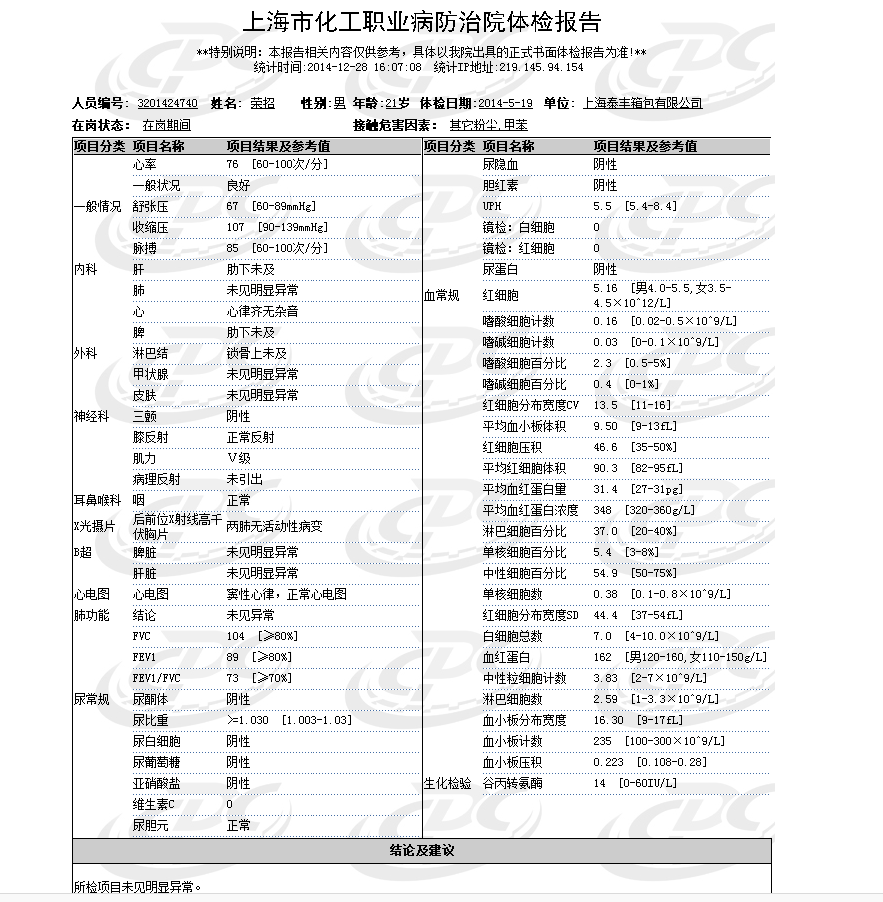 上海市化工职业病防治院体检报告
**特别说明：本报告相关内容仅供参考，具体以我院出具的正式书面体检报告为准!**
统计时间:2014-12-28 16:07:08 统计IP地址:219.145.94.154
人员编号: 3201424740 姓名: 荣招 性别:男 年龄:21岁 体检日期:2014-5-19 单位: 上海泰丰箱包有限公司
在岗状态: 在岗期间 接触危害因素: 其它粉尘,甲苯
项目分类 项目名称 项目结果及参考值
心率 76 [60-100次/分]
一般状况 良好
一般情况 舒张压 67 [60-89mmHg]
收缩压 107 [90-139mmHg]
脉搏 85 [60-100次/分]
内科 肝 肋下未及
肺 未见明显异常
心 心律齐无杂音
脾 肋下未及
外科 淋巴结 锁骨上未及
甲状腺 未见明显异常
皮肤 未见明显异常
神经科 三颤 阴性
膝反射 正常反射
肌力 Ⅴ级
病理反射 未引出
耳鼻喉科 咽 正常
X光摄片 后前位X射线高千伏胸片 两肺无活动性病变
B超 脾脏 未见明显异常
肝脏 未见明显异常
心电图 心电图 窦性心律，正常心电图
肺功能 结论 未见异常
FVC 104 [≥80%]
FEV1 89 [≥80%]
FEV1/FVC 73 [≥70%]
尿常规 尿酮体 阴性
尿比重 >=1.030 [1.003-1.03]
尿白细胞 阴性
尿葡萄糖 阴性
亚硝酸盐 阴性
维生素C 0
尿胆元 正常
项目分类 项目名称 项目结果及参考值
尿隐血 阴性
胆红素 阴性
UPH 5.5 [5.4-8.4]
镜检：白细胞 0
镜检：红细胞 0
尿蛋白 阴性
血常规 红细胞 5.16 [男4.0-5.5,女3.5-
4.5×10^12/L]
嗜酸细胞计数 0.16 [0.02-0.5×10^9/L]
嗜碱细胞计数 0.03 [0-0.1×10^9/L]
嗜酸细胞百分比 2.3 [0.5-5%]
嗜碱细胞百分比 0.4 [0-1%]
红细胞分布宽度CV 13.5 [11-16]
平均血小板体积 9.50 [9-13fL]
红细胞压积 46.6 [35-50%]
平均红细胞体积 90.3 [82-95fL]
平均血红蛋白量 31.4 [27-31pg]
平均血红蛋白浓度 348 [320-360g/L]
淋巴细胞百分比 37.0 [20-40%]
单核细胞百分比 5.4 [3-8%]
中性细胞百分比 54.9 [50-75%]
单核细胞数 0.38 [0.1-0.8×10^9/L]
红细胞分布宽度SD 44.4 [37-54fL]
白细胞总数 7.0 [4-10.0×10^9/L]
血红蛋白 162 [男120-160,女110-150g/L]
中性粒细胞计数 3.83 [2-7×10^9/L]
淋巴细胞数 2.59 [1-3.3×10^9/L]
血小板分布宽度 16.30 [9-17fL]
血小板计数 235 [100-300×10^9/L]
血小板压积 0.223 [0.108-0.28]
生化检验 谷丙转氨酶 14 [0-60IU/L]
结论及建议
所检项目未见明显异常。